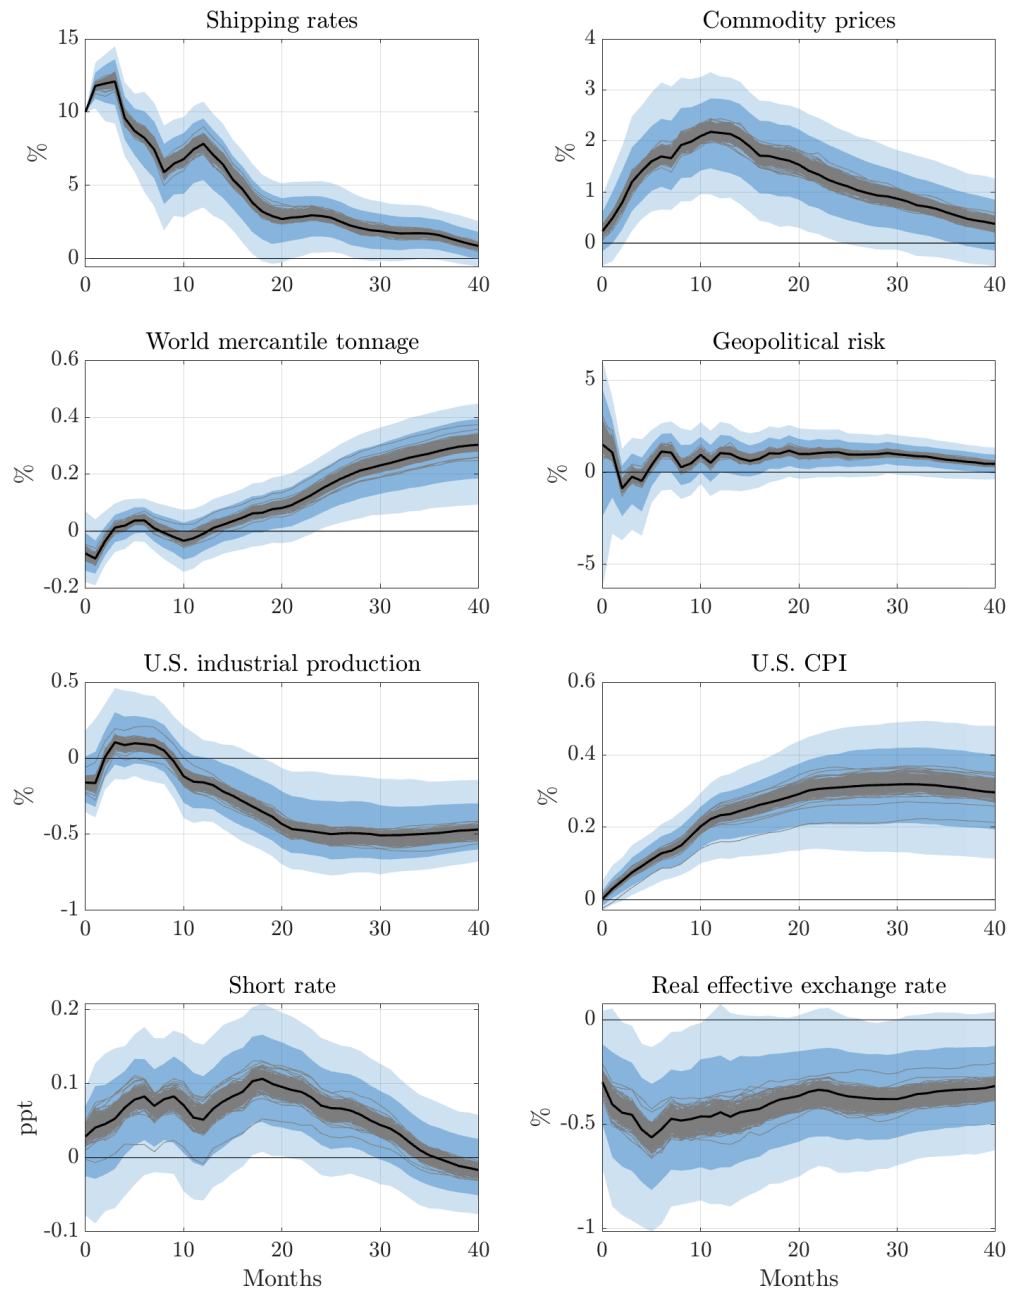 Shipping rates
15
10
5
0
%
0 10 20 30 40
Commodity prices
4
3
2
1
0
%
0 10 20 30 40
World mercantile tonnage
0.6
0.4
0.2
0
-0.2
%
0 10 20 30 40
Geopolitical risk
5
0
-5
%
0 10 20 30 40
U.S. industrial production
0.5
0
-0.5
-1
%
0 10 20 30 40
U.S. CPI
0.6
0.4
0.2
0
%
0 10 20 30 40
Short rate
0.2
0.1
0
-0.1
ppt
0 10 20 30 40
Months
Real effective exchange rate
0
-0.5
-1
%
0 10 20 30 40
Months